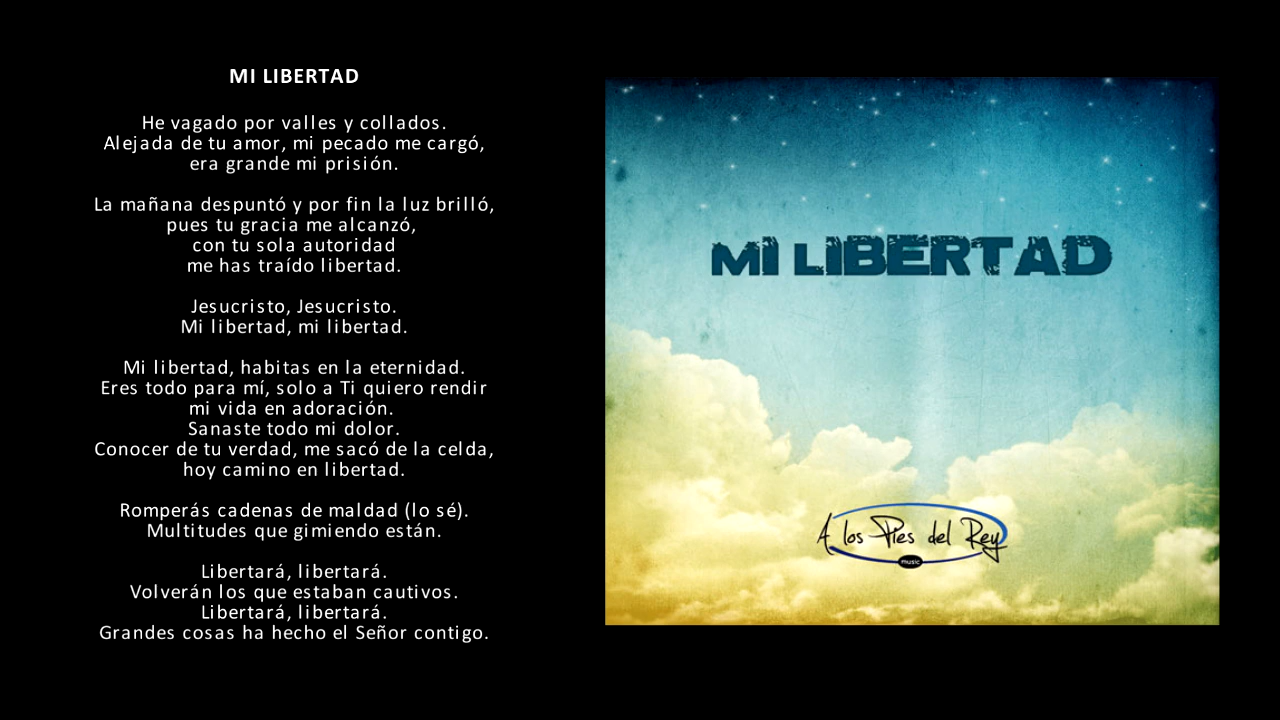 MI LIBERTAD
He vagado por valles y collados.
Alejada de tu amor, mi pecado me cargó,
era grande mi prisión.
La mañana despuntó y por fin la luz brilló,
pues tu gracia me alcanzó,
con tu sola autoridad
me has traído libertad.
Jesucristo, Jesucristo.
Mi libertad, mi libertad.
Mi libertad, habitas en la eternidad.
Eres todo para mí, solo a Ti quiero rendir
mi vida en adoración.
Sanaste todo mi dolor.
Conocer de tu verdad, me sacó de la celda,
hoy camino en libertad.
Romperás cadenas de maldad (lo sé).
Multitudes que gimiendo están.
Libertará, libertará.
Volverán los que estaban cautivos.
Libertará, libertará.
Grandes cosas ha hecho el Señor contigo.
MI LIBERTAD
A los Pies del Rey
music